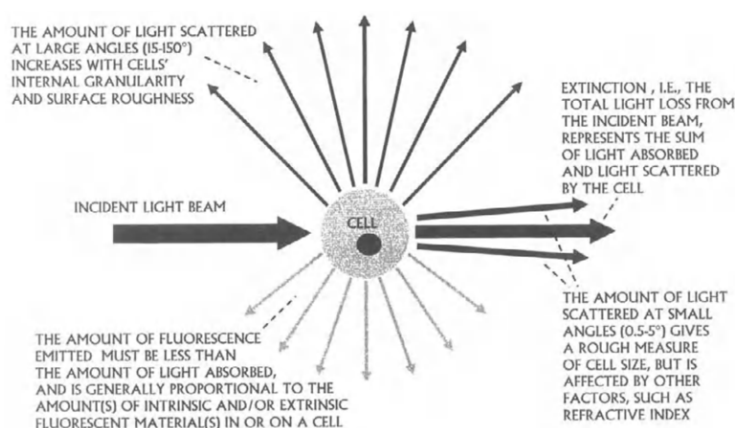 THE AMOUNT OF LIGHT SCATTERED
AT LARGE ANGLES (15-150°)
INCREASES WITH CELLS'
INTERNAL GRANULARITY
AND SURFACE ROUGHNESS
EXTINCTION , I.E., THE
TOTAL LIGHT LOSS FROM
THE INCIDENT BEAM,
REPRESENTS THE SUM
OF LIGHT ABSORBED
AND LIGHT SCATTERED
BY THE CELL
INCIDENT LIGHT BEAM
CELL
THE AMOUNT OF FLUORESCENCE
EMITTED MUST BE LESS THAN
THE AMOUNT OF LIGHT ABSORBED,
AND IS GENERALLY PROPORTIONAL TO THE
AMOUNT(S) OF INTRINSIC AND/OR EXTRINSIC
FLUORESCENT MATERIAL(S) IN OR ON A CELL
THE AMOUNT OF LIGHT
SCATTERED AT SMALL
ANGLES (0.5-5°) GIVES
A ROUGH MEASURE
OF CELL SIZE, BUT IS
AFFECTED BY OTHER
FACTORS, SUCH AS
REFRACTIVE INDEX